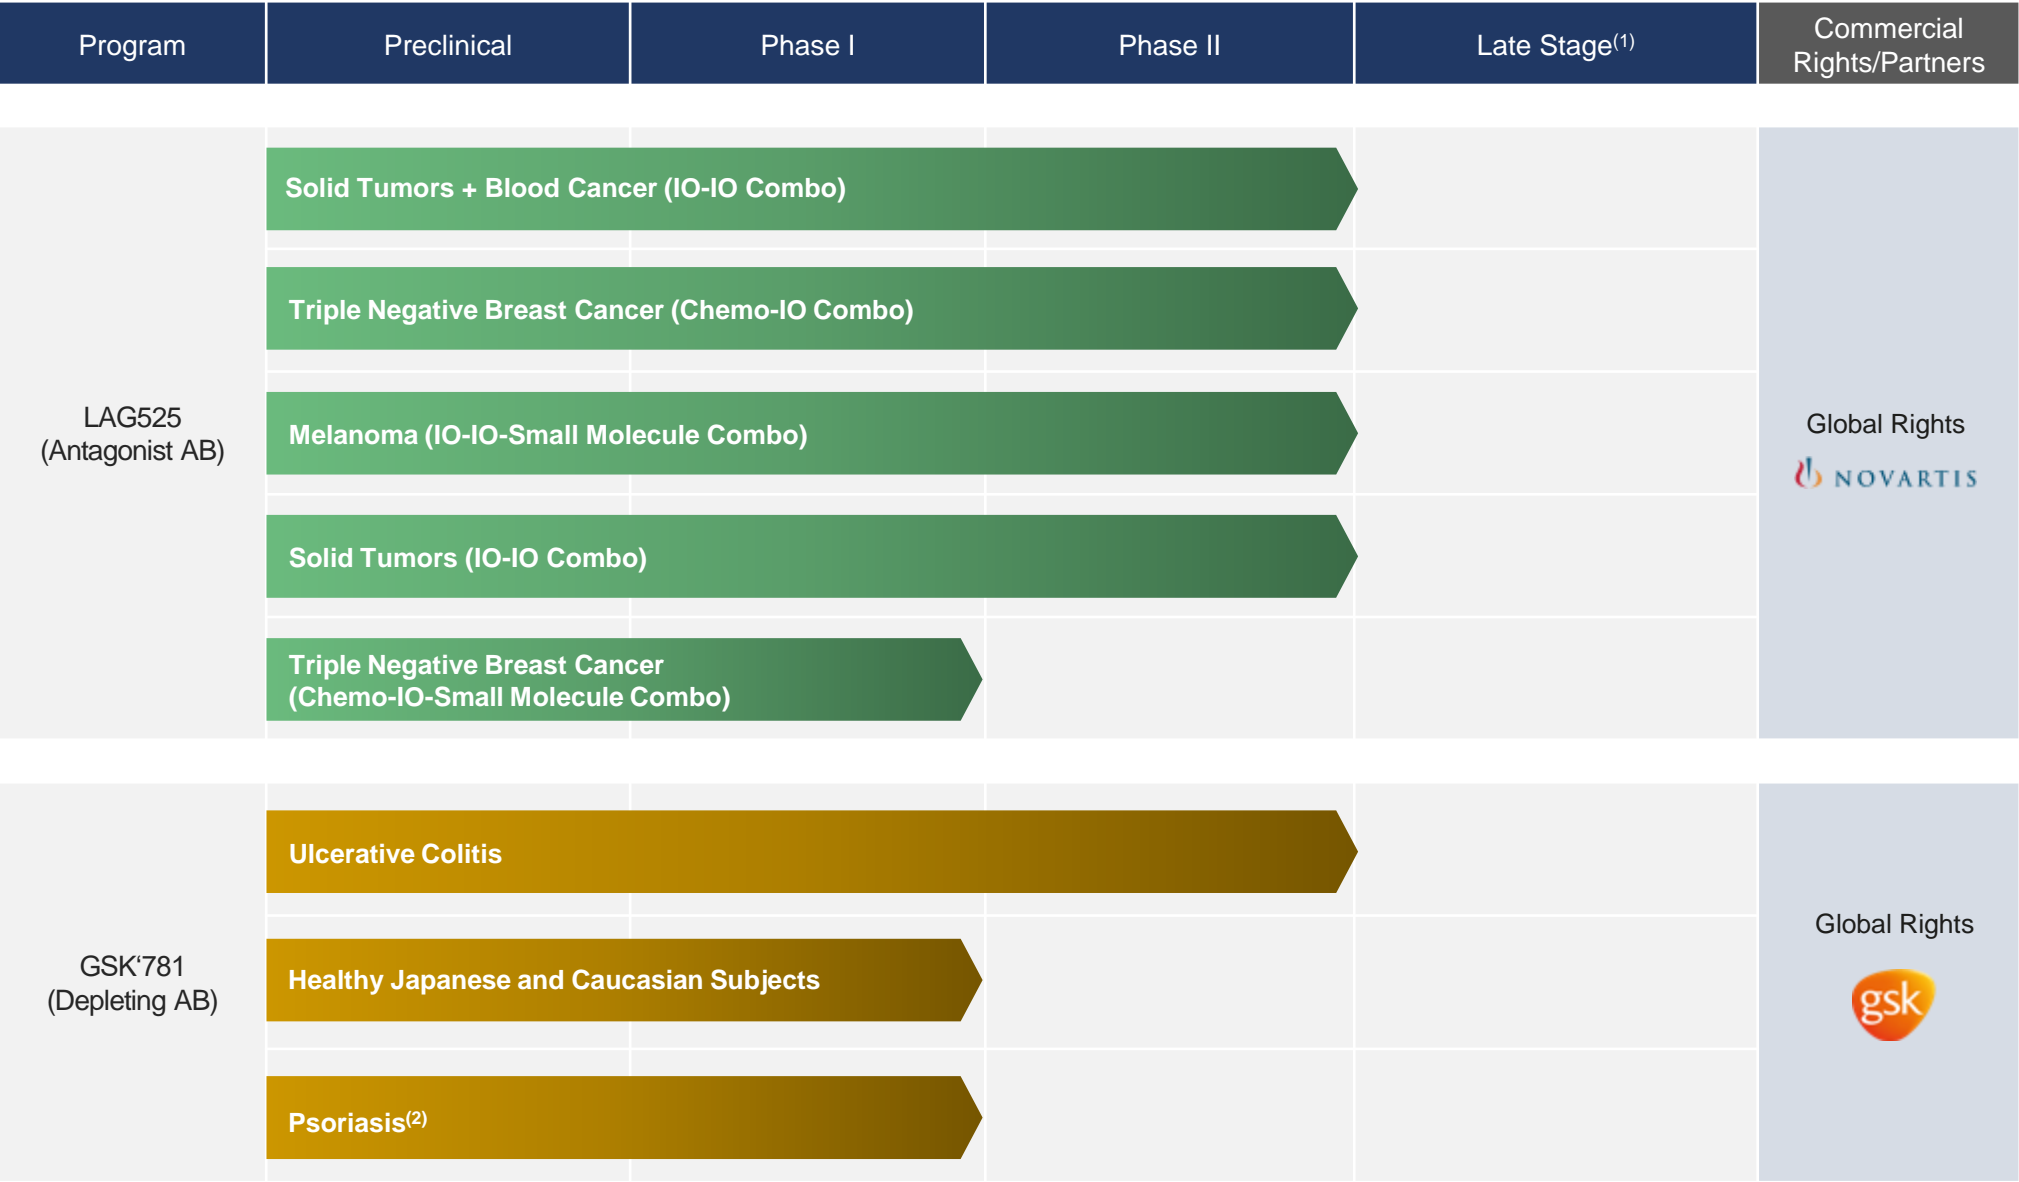 Program
Preclinical
Phase I
Phase II
Late Stage(1)
Commercial
Rights/Partners
LAG525
(Antagonist AB)
Solid Tumors + Blood Cancer (IO-IO Combo)
Triple Negative Breast Cancer (Chemo-IO Combo)
Melanoma (IO-IO-Small Molecule Combo)
Solid Tumors (IO-IO Combo)
Triple Negative Breast Cancer
(Chemo-IO-Small Molecule Combo)
Global Rights
NOVARTIS
GSK‘781
(Depleting AB)
Ulcerative Colitis
Healthy Japanese and Caucasian Subjects
Psoriasis(2)
Global Rights
gsk